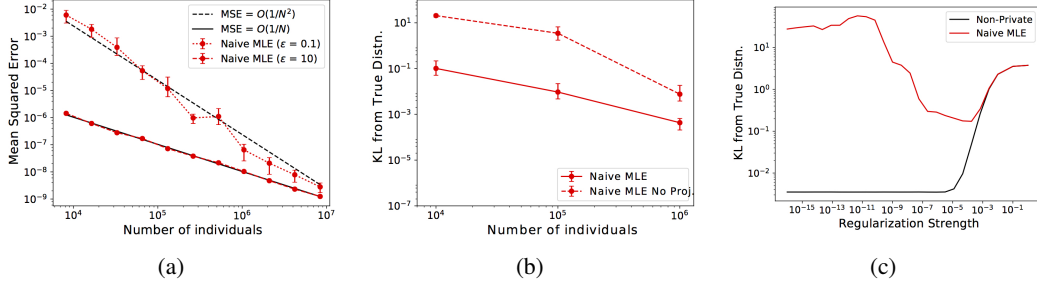 10^{-2}
10^{-3}
10^{-4}
10^{-5}
10^{-6}
10^{-7}
10^{-8}
10^{-9}
Mean Squared Error
MSE = O(1/N^2)
MSE = O(1/N)
Naive MLE (ε = 0.1)
Naive MLE (ε = 10)
10^4
10^5
10^6
10^7
Number of individuals
(a)
10^1
10^{-1}
10^{-3}
10^{-5}
10^{-7}
KL from True Distn.
Naive MLE
Naive MLE No Proj.
10^4
10^5
10^6
Number of individuals
(b)
10^1
10^0
10^{-1}
10^{-2}
KL from True Distn.
Non-Private
Naive MLE
10^{-15}
10^{-13}
10^{-11}
10^{-9}
10^{-7}
10^{-5}
10^{-3}
10^{-1}
Regularization Strength
(c)